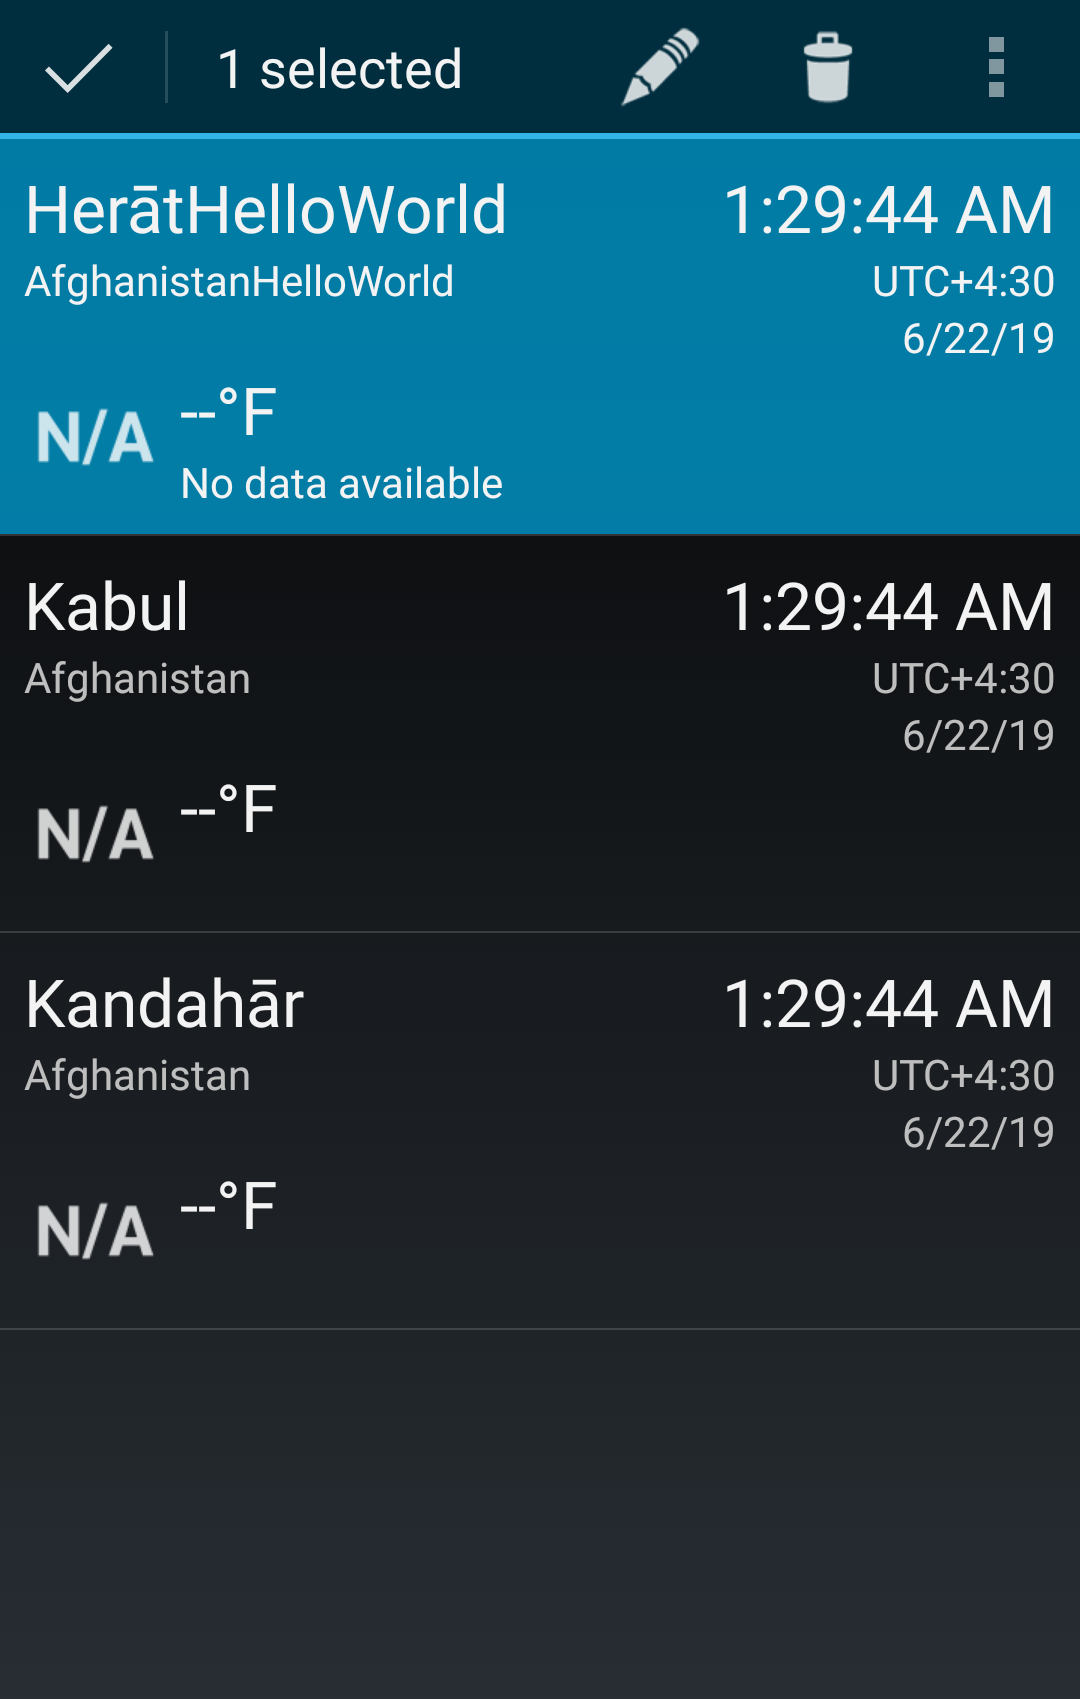 1 selected
HerātHelloWorld 1:29:44 AM
AfghanistanHelloWorld UTC+4:30
6/22/19
N/A --°F
No data available
Kabul 1:29:44 AM
Afghanistan UTC+4:30
6/22/19
N/A --°F
Kandahār 1:29:44 AM
Afghanistan UTC+4:30
6/22/19
N/A --°F